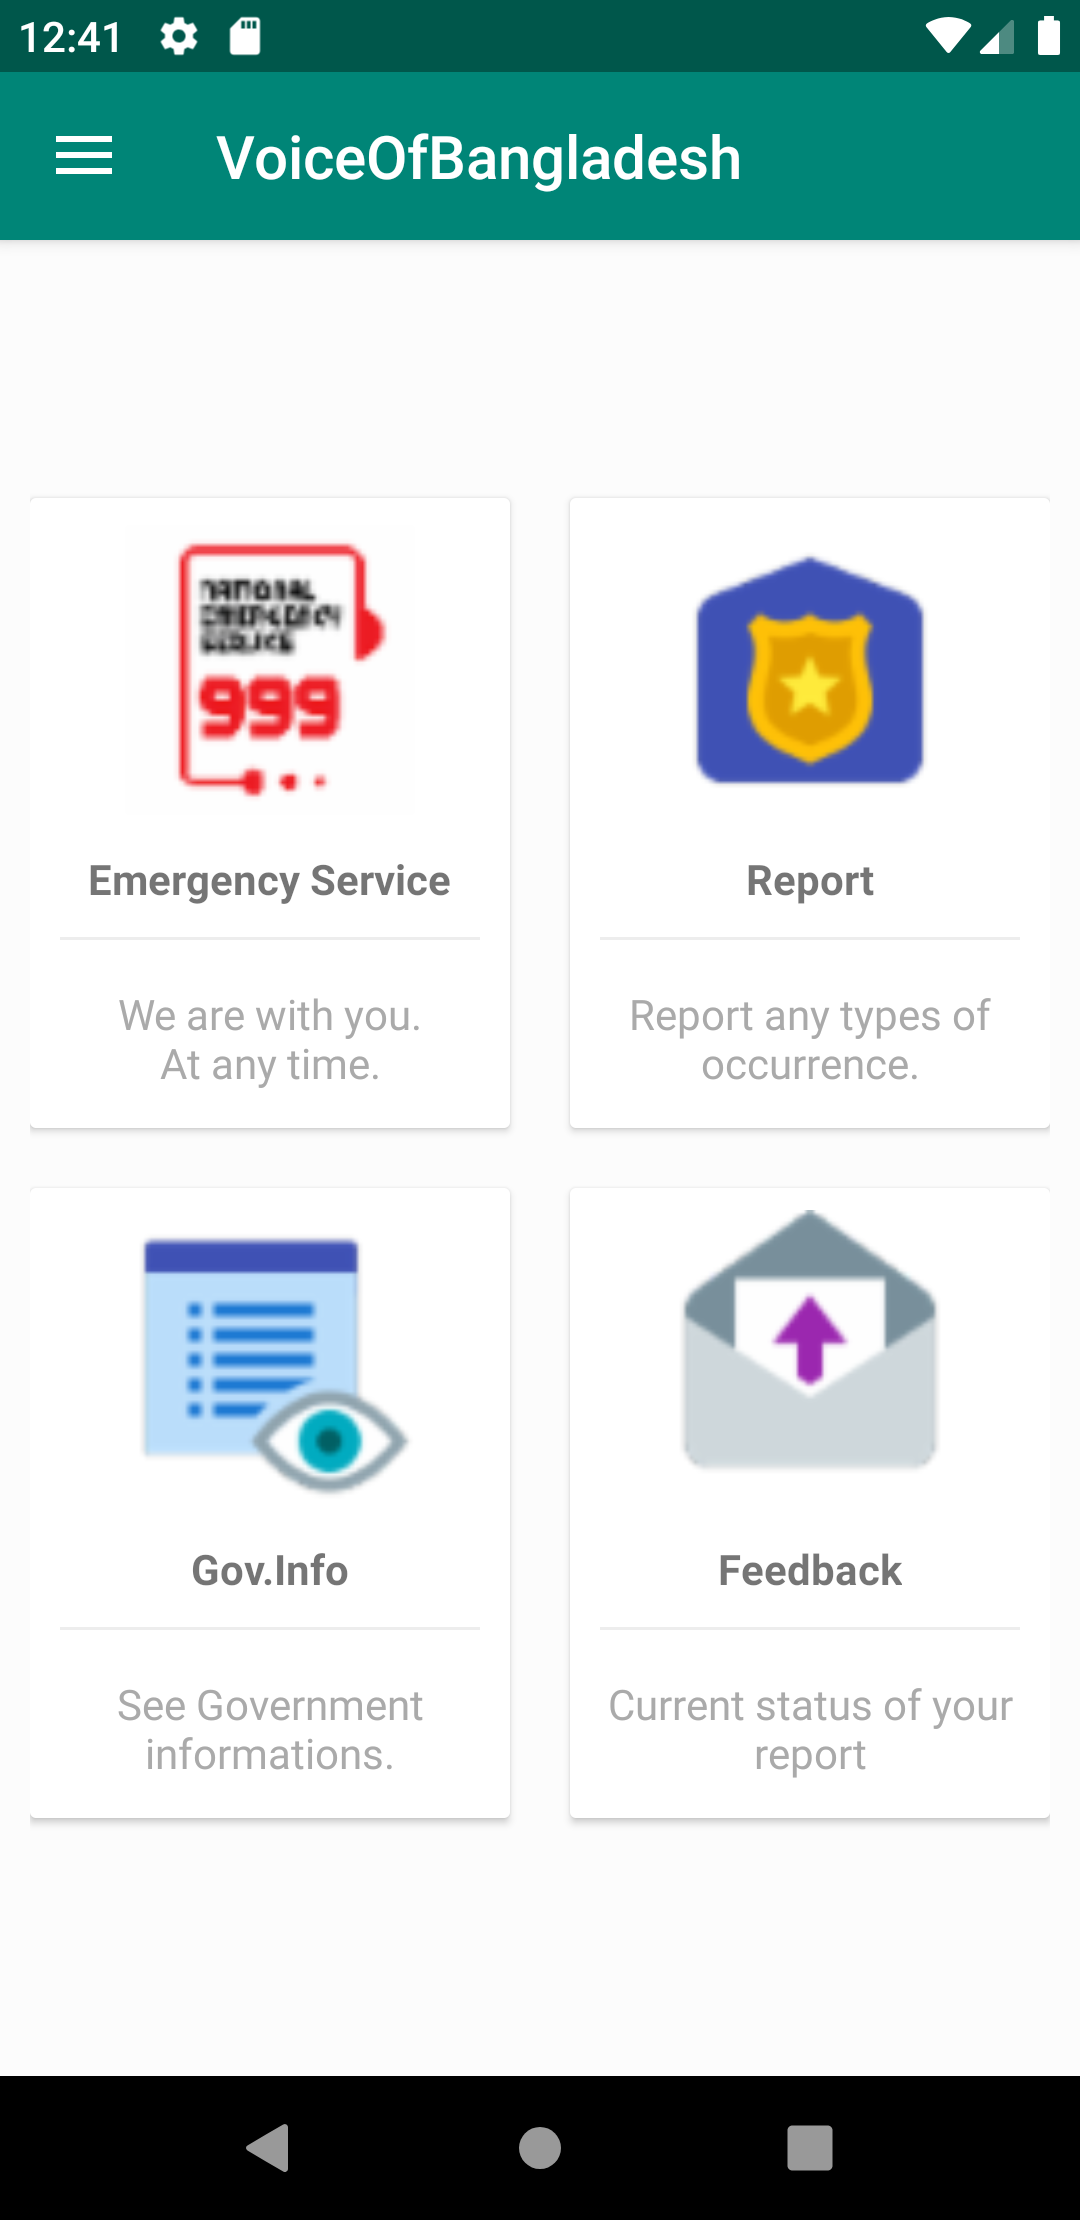 12:41
VoiceOfBangladesh
NATIONAL
EMERGENCY
SERVICE
999
Emergency Service
We are with you.
At any time.
Report
Report any types of
occurrence.
Gov.Info
See Government
informations.
Feedback
Current status of your
report